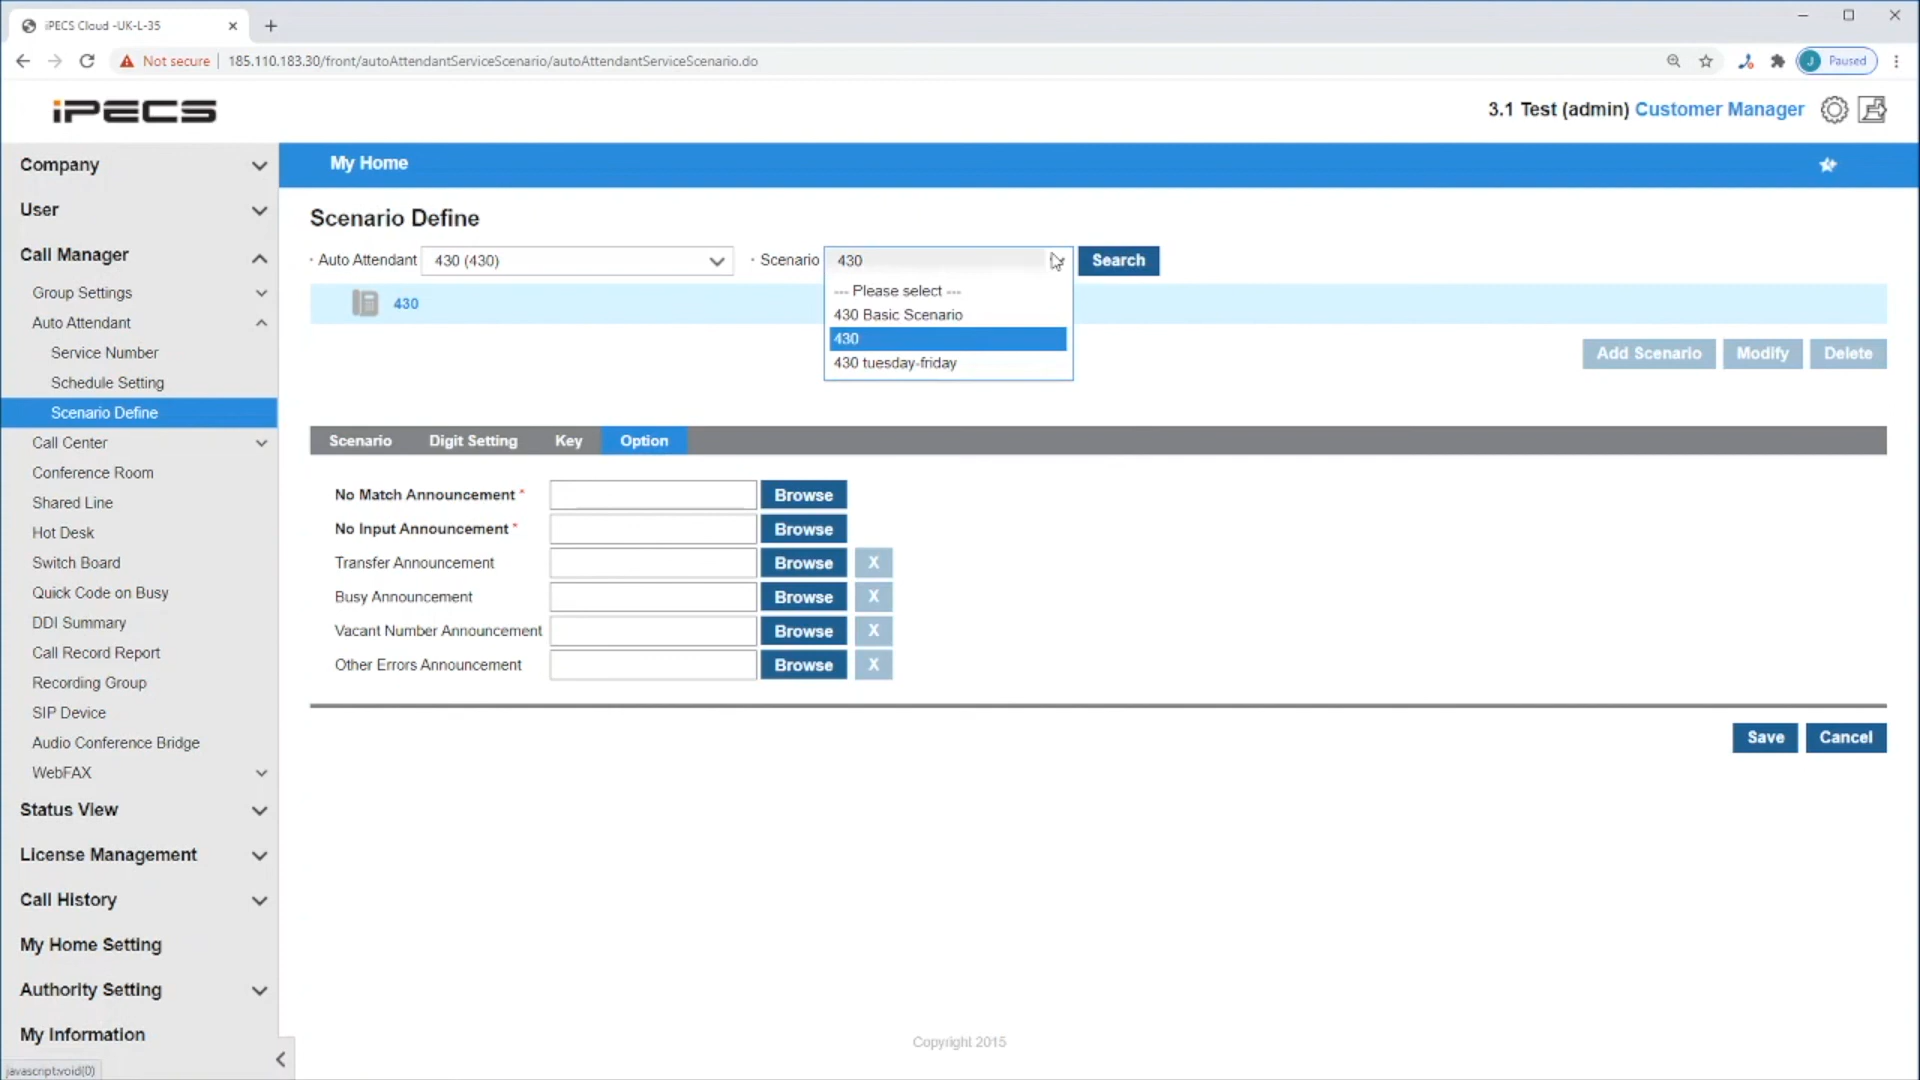 iPECS Cloud -UK-L-35
Not secure
185.110.183.30/front/autoAttendantServiceScenario/autoAttendantServiceScenario.do
J Paused
iPECS
3.1 Test (admin) Customer Manager
Company
User
Call Manager
Group Settings
Auto Attendant
Service Number
Schedule Setting
Scenario Define
Call Center
Conference Room
Shared Line
Hot Desk
Switch Board
Quick Code on Busy
DDI Summary
Call Record Report
Recording Group
SIP Device
Audio Conference Bridge
WebFAX
Status View
License Management
Call History
My Home Setting
Authority Setting
My Information
javascript:void(0)
My Home
Scenario Define
· Auto Attendant 430 (430) · Scenario 430 Search
430
--- Please select ---
430 Basic Scenario
430
430 tuesday-friday
Add Scenario Modify Delete
Scenario Digit Setting Key Option
No Match Announcement * Browse
No Input Announcement * Browse
Transfer Announcement Browse X
Busy Announcement Browse X
Vacant Number Announcement Browse X
Other Errors Announcement Browse X
Save Cancel
Copyright 2015